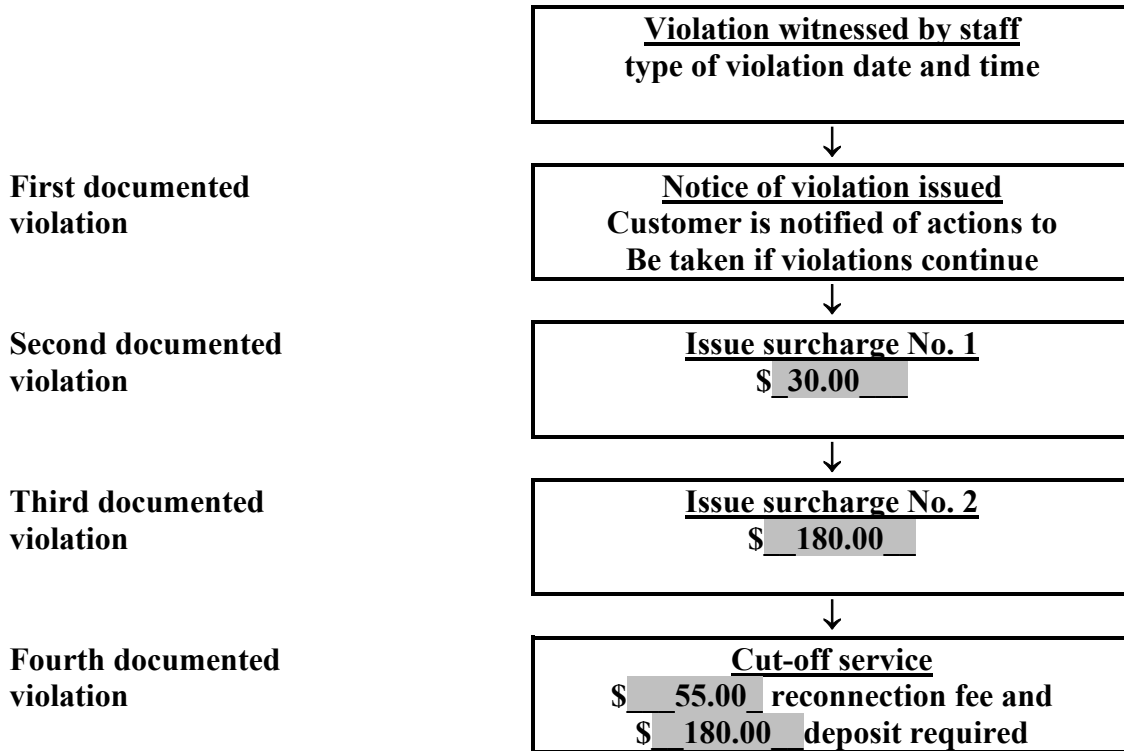 Violation witnessed by staff
type of violation date and time
↓
First documented
violation
Notice of violation issued
Customer is notified of actions to
Be taken if violations continue
↓
Second documented
violation
Issue surcharge No. 1
$_30.00___
↓
Third documented
violation
Issue surcharge No. 2
$__180.00__
↓
Fourth documented
violation
Cut-off service
$___55.00_ reconnection fee and
$__180.00__deposit required